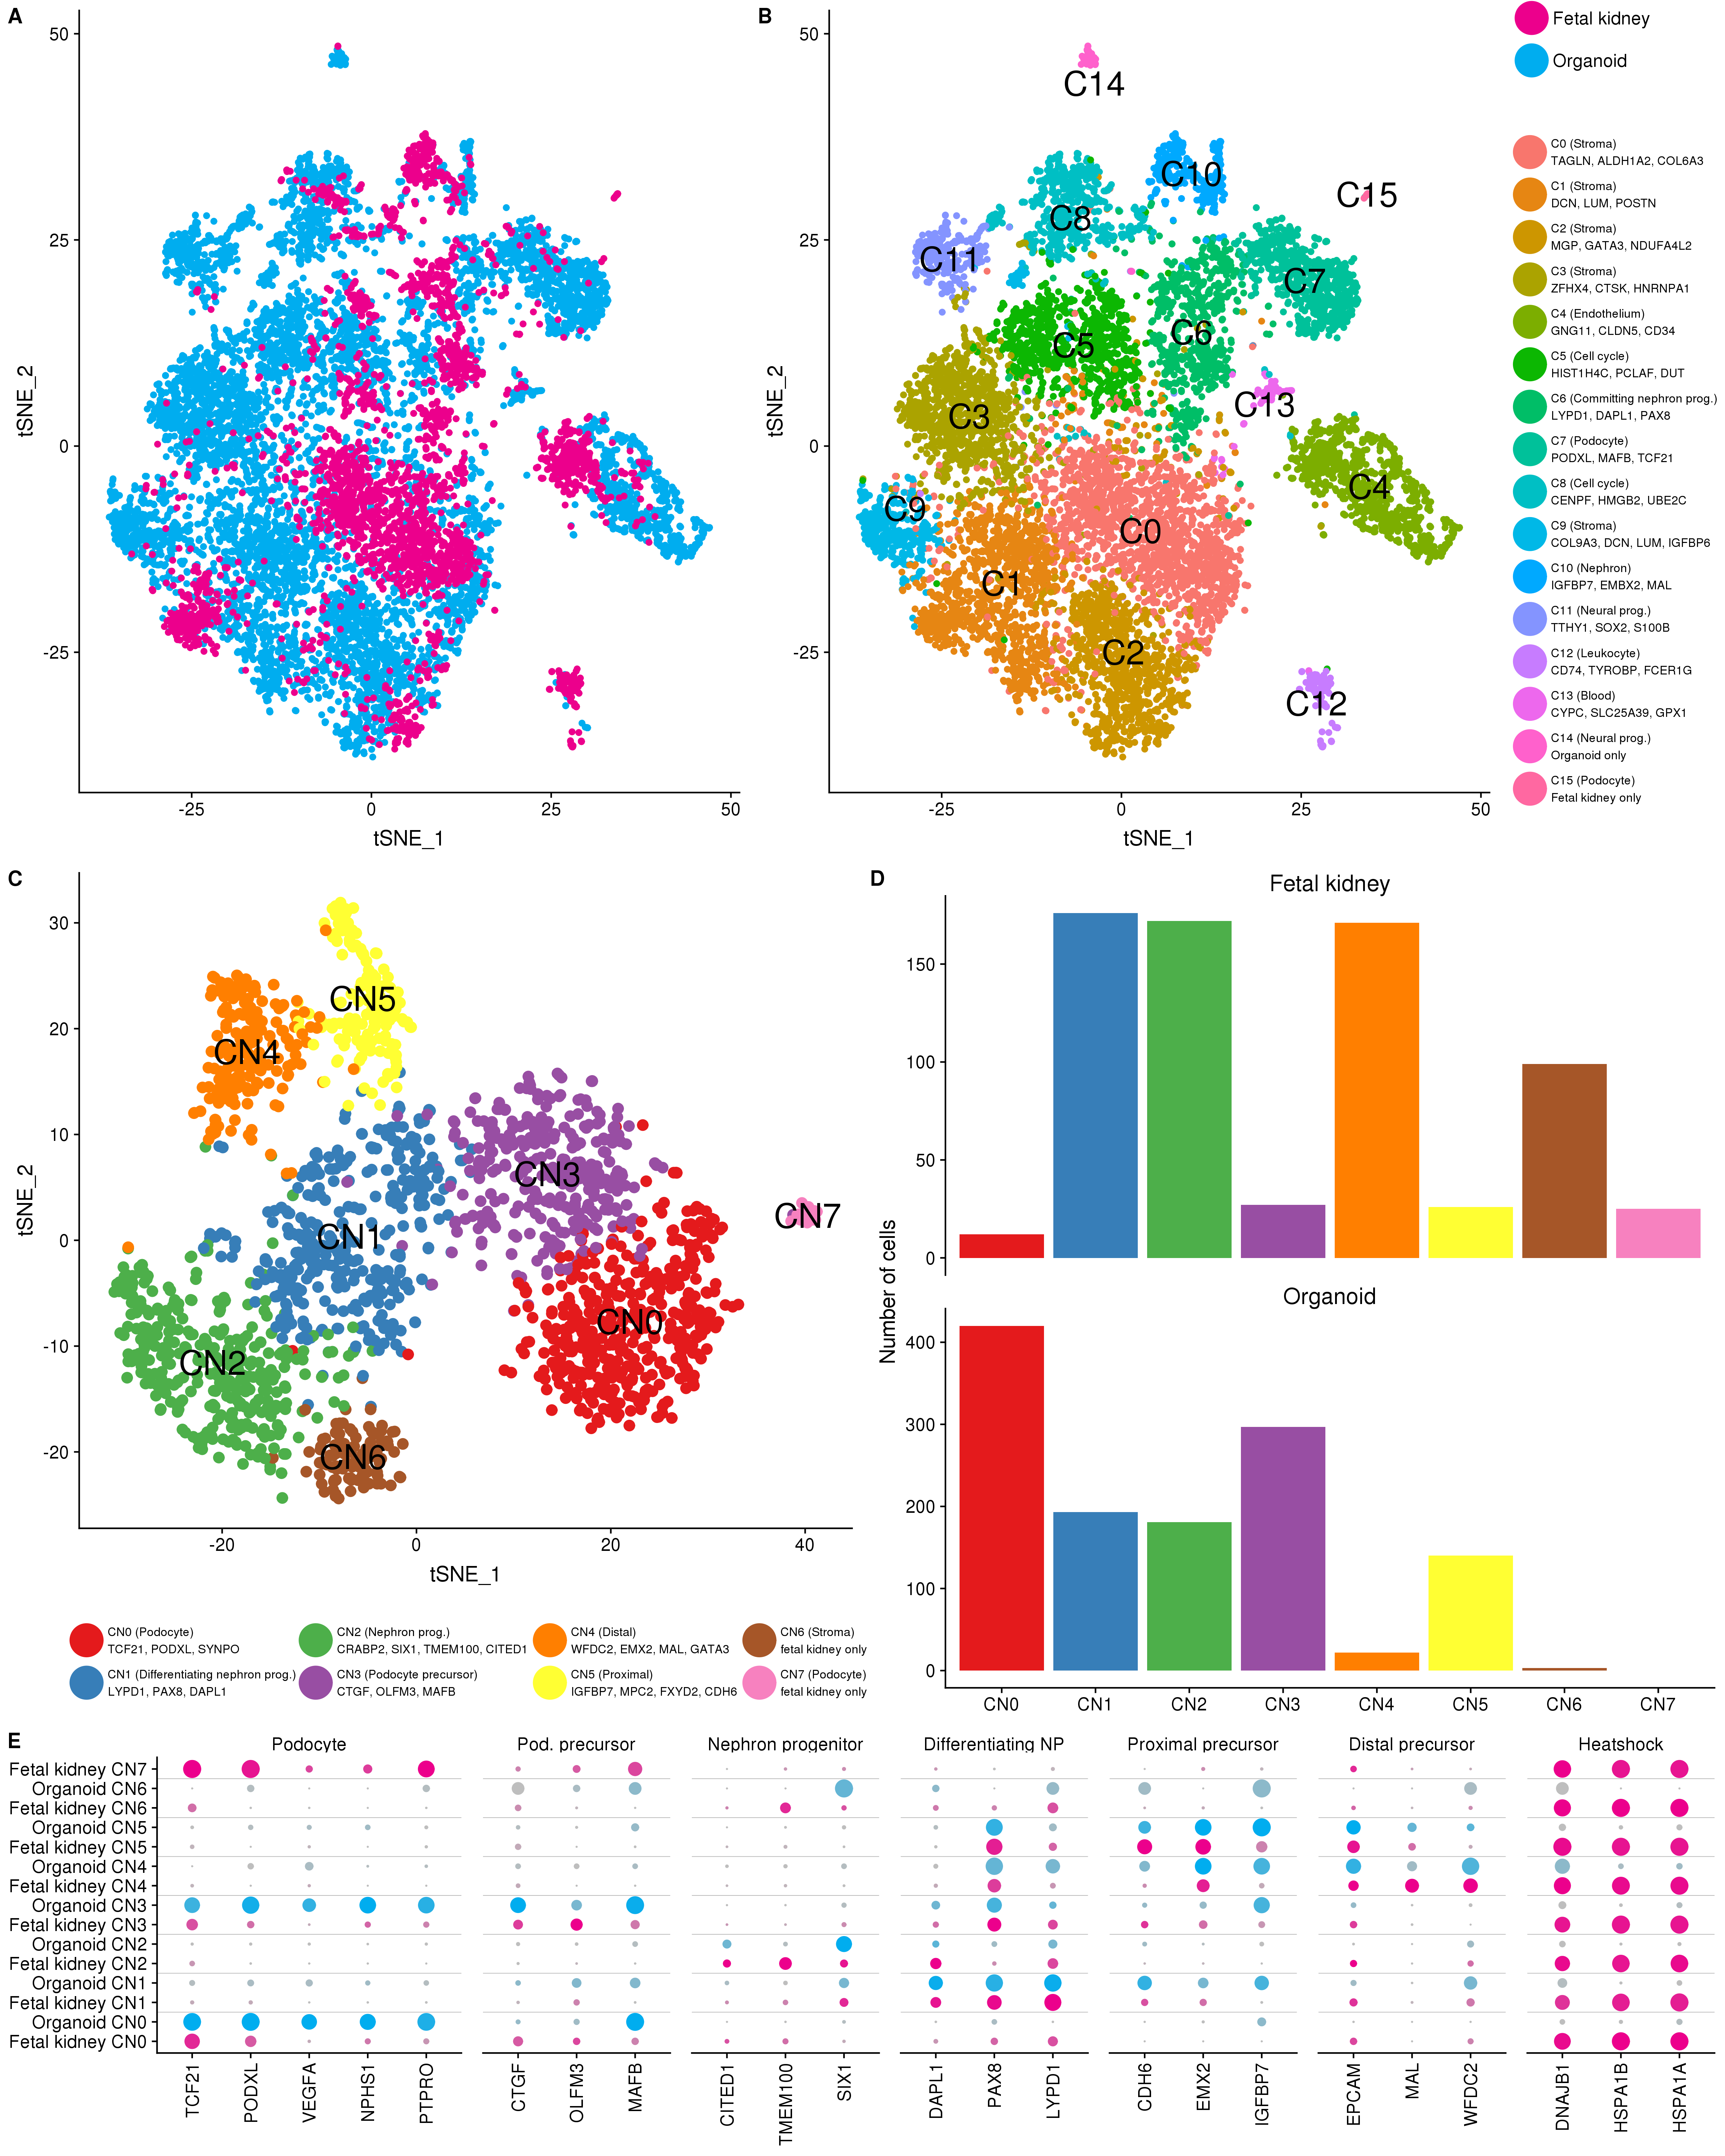 A
50
25
0
-25
tSNE_2
-25
0
25
50
tSNE_1
B
50
25
0
-25
tSNE_2
C14
C10
C15
C8
C11
C7
C6
C5
C13
C3
C4
C9
C0
C1
C2
C12
-25
0
25
50
tSNE_1
Fetal kidney
Organoid
C0 (Stroma)
TAGLN, ALDH1A2, COL6A3
C1 (Stroma)
DCN, LUM, POSTN
C2 (Stroma)
MGP, GATA3, NDUFA4L2
C3 (Stroma)
ZFHX4, CTSK, HNRNPA1
C4 (Endothelium)
GNG11, CLDN5, CD34
C5 (Cell cycle)
HIST1H4C, PCLAF, DUT
C6 (Committing nephron prog.)
LYPD1, DAPL1, PAX8
C7 (Podocyte)
PODXL, MAFB, TCF21
C8 (Cell cycle)
CENPF, HMGB2, UBE2C
C9 (Stroma)
COL9A3, DCN, LUM, IGFBP6
C10 (Nephron)
IGFBP7, EMBX2, MAL
C11 (Neural prog.)
TTHY1, SOX2, S100B
C12 (Leukocyte)
CD74, TYROBP, FCER1G
C13 (Blood)
CYPC, SLC25A39, GPX1
C14 (Neural prog.)
Organoid only
C15 (Podocyte)
Fetal kidney only
C
30
20
10
0
-10
-20
tSNE_2
CN5
CN4
CN3
CN7
CN1
CN0
CN2
CN6
-20
0
20
40
tSNE_1
CN0 (Podocyte)
TCF21, PODXL, SYNPO
CN1 (Differentiating nephron prog.)
LYPD1, PAX8, DAPL1
CN2 (Nephron prog.)
CRABP2, SIX1, TMEM100, CITED1
CN3 (Podocyte precursor)
CTGF, OLFM3, MAFB
CN4 (Distal)
WFDC2, EMX2, MAL, GATA3
CN5 (Proximal)
IGFBP7, MPC2, FXYD2, CDH6
CN6 (Stroma)
fetal kidney only
CN7 (Podocyte)
fetal kidney only
D
Fetal kidney
150
100
50
0
Number of cells
Organoid
400
300
200
100
0
CN0
CN1
CN2
CN3
CN4
CN5
CN6
CN7
E
Podocyte
Pod. precursor
Nephron progenitor
Differentiating NP
Proximal precursor
Distal precursor
Heatshock
Fetal kidney CN7
Organoid CN6
Fetal kidney CN6
Organoid CN5
Fetal kidney CN5
Organoid CN4
Fetal kidney CN4
Organoid CN3
Fetal kidney CN3
Organoid CN2
Fetal kidney CN2
Organoid CN1
Fetal kidney CN1
Organoid CN0
Fetal kidney CN0
TCF21
PODXL
VEGFA
NPHS1
PTPRO
CTGF
OLFM3
MAFB
CITED1
TMEM100
SIX1
DAPL1
PAX8
LYPD1
CDH6
EMX2
IGFBP7
EPCAM
MAL
WFDC2
DNAJB1
HSPA1B
HSPA1A